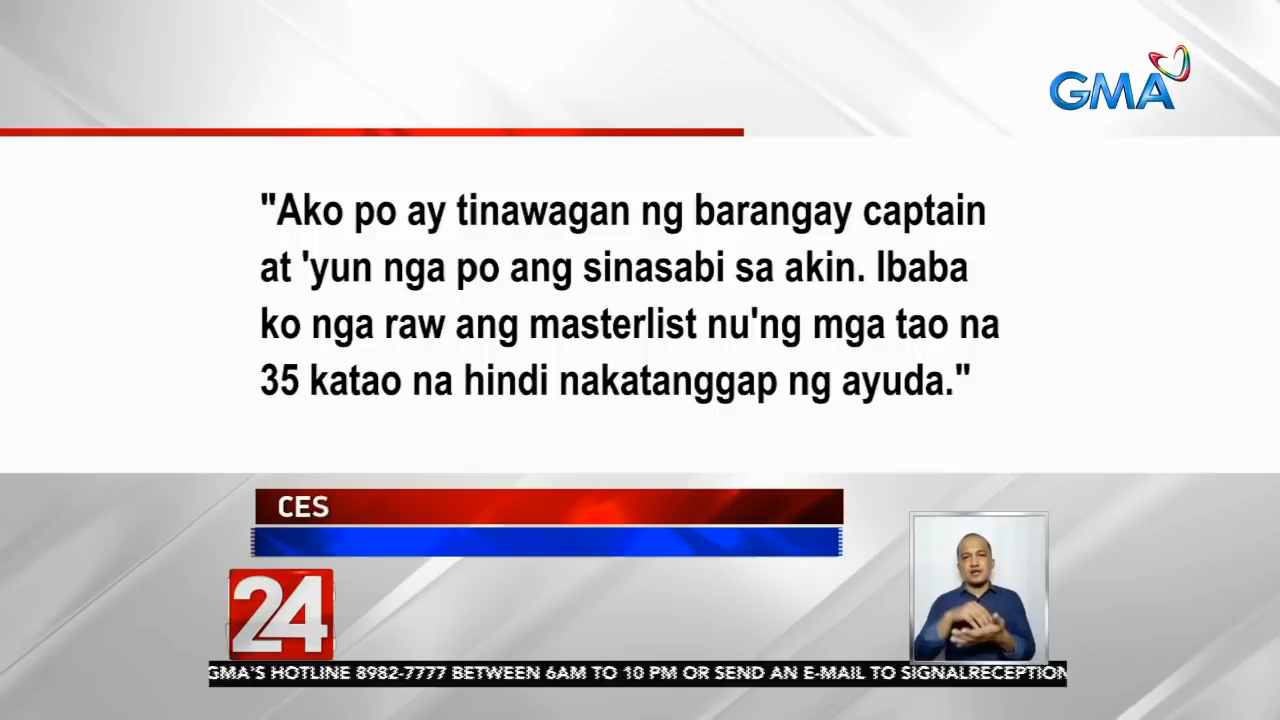 GMA
"Ako po ay tinawagan ng barangay captain
at 'yun nga po ang sinasabi sa akin. Ibaba
ko nga raw ang masterlist nu'ng mga tao na
35 katao na hindi nakatanggap ng ayuda."
CES
24
GMA'S HOTLINE 8982-7777 BETWEEN 6AM TO 10 PM OR SEND AN E-MAIL TO SIGNALRECEPTION